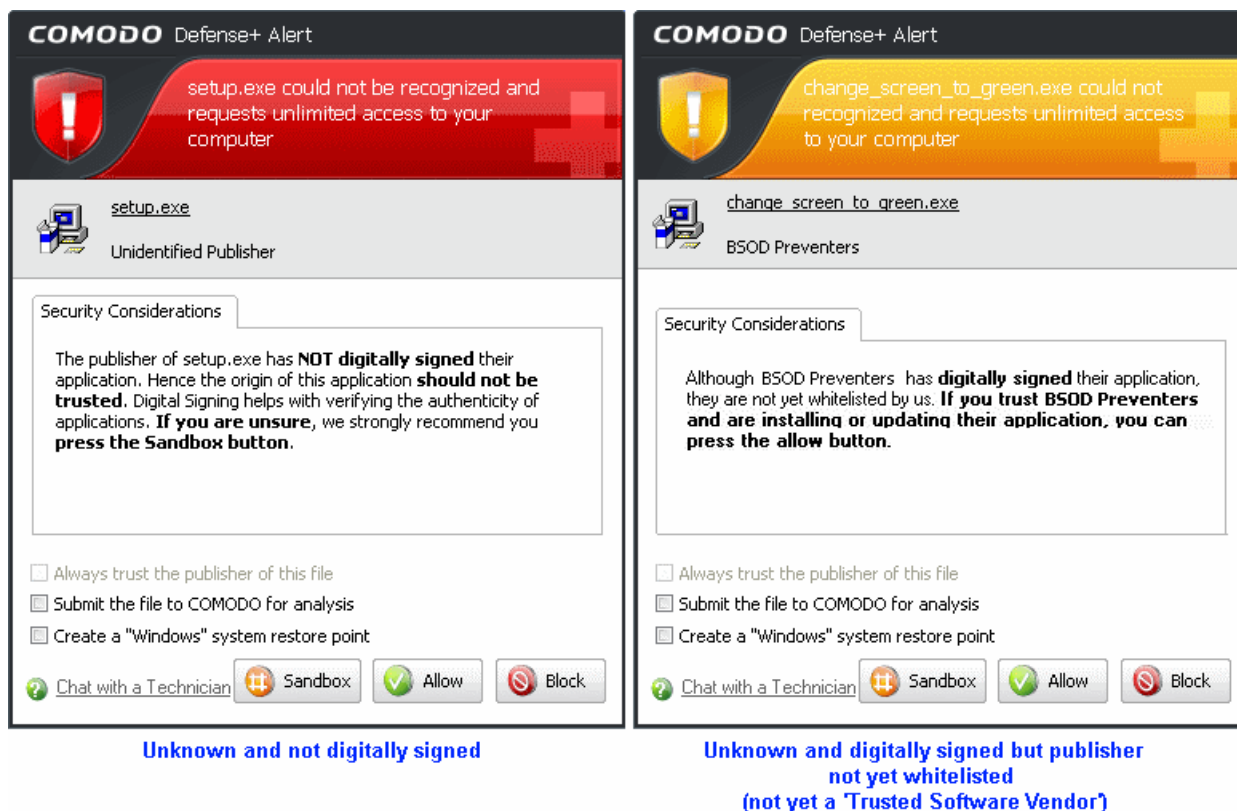 COMODO Defense+ Alert
setup.exe could not be recognized and
requests unlimited access to your
computer
setup.exe
Unidentified Publisher
Security Considerations
The publisher of setup.exe has NOT digitally signed their
application. Hence the origin of this application should not be
trusted. Digital Signing helps with verifying the authenticity of
applications. If you are unsure, we strongly recommend you
press the Sandbox button.
Always trust the publisher of this file
Submit the file to COMODO for analysis
Create a "Windows" system restore point
Chat with a Technician Sandbox Allow Block
Unknown and not digitally signed
COMODO Defense+ Alert
change_screen_to_green.exe could not
recognized and requests unlimited access
to your computer
change_screen_to_green.exe
BSOD Preventers
Security Considerations
Although BSOD Preventers has digitally signed their application,
they are not yet whitelisted by us. If you trust BSOD Preventers
and are installing or updating their application, you can
press the allow button.
Always trust the publisher of this file
Submit the file to COMODO for analysis
Create a "Windows" system restore point
Chat with a Technician Sandbox Allow Block
Unknown and digitally signed but publisher
not yet whitelisted
(not yet a 'Trusted Software Vendor')